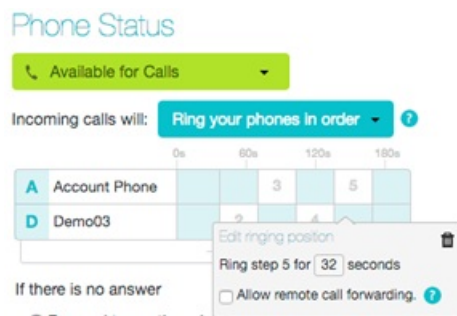 Phone Status
Available for Calls
Incoming calls will: Ring your phones in order ?
0s 60s 120s 180s
A Account Phone 3 5
D Demo03 2 4
Edit ringing position
Ring step 5 for 32 seconds
If there is no answer
Allow remote call forwarding. ?